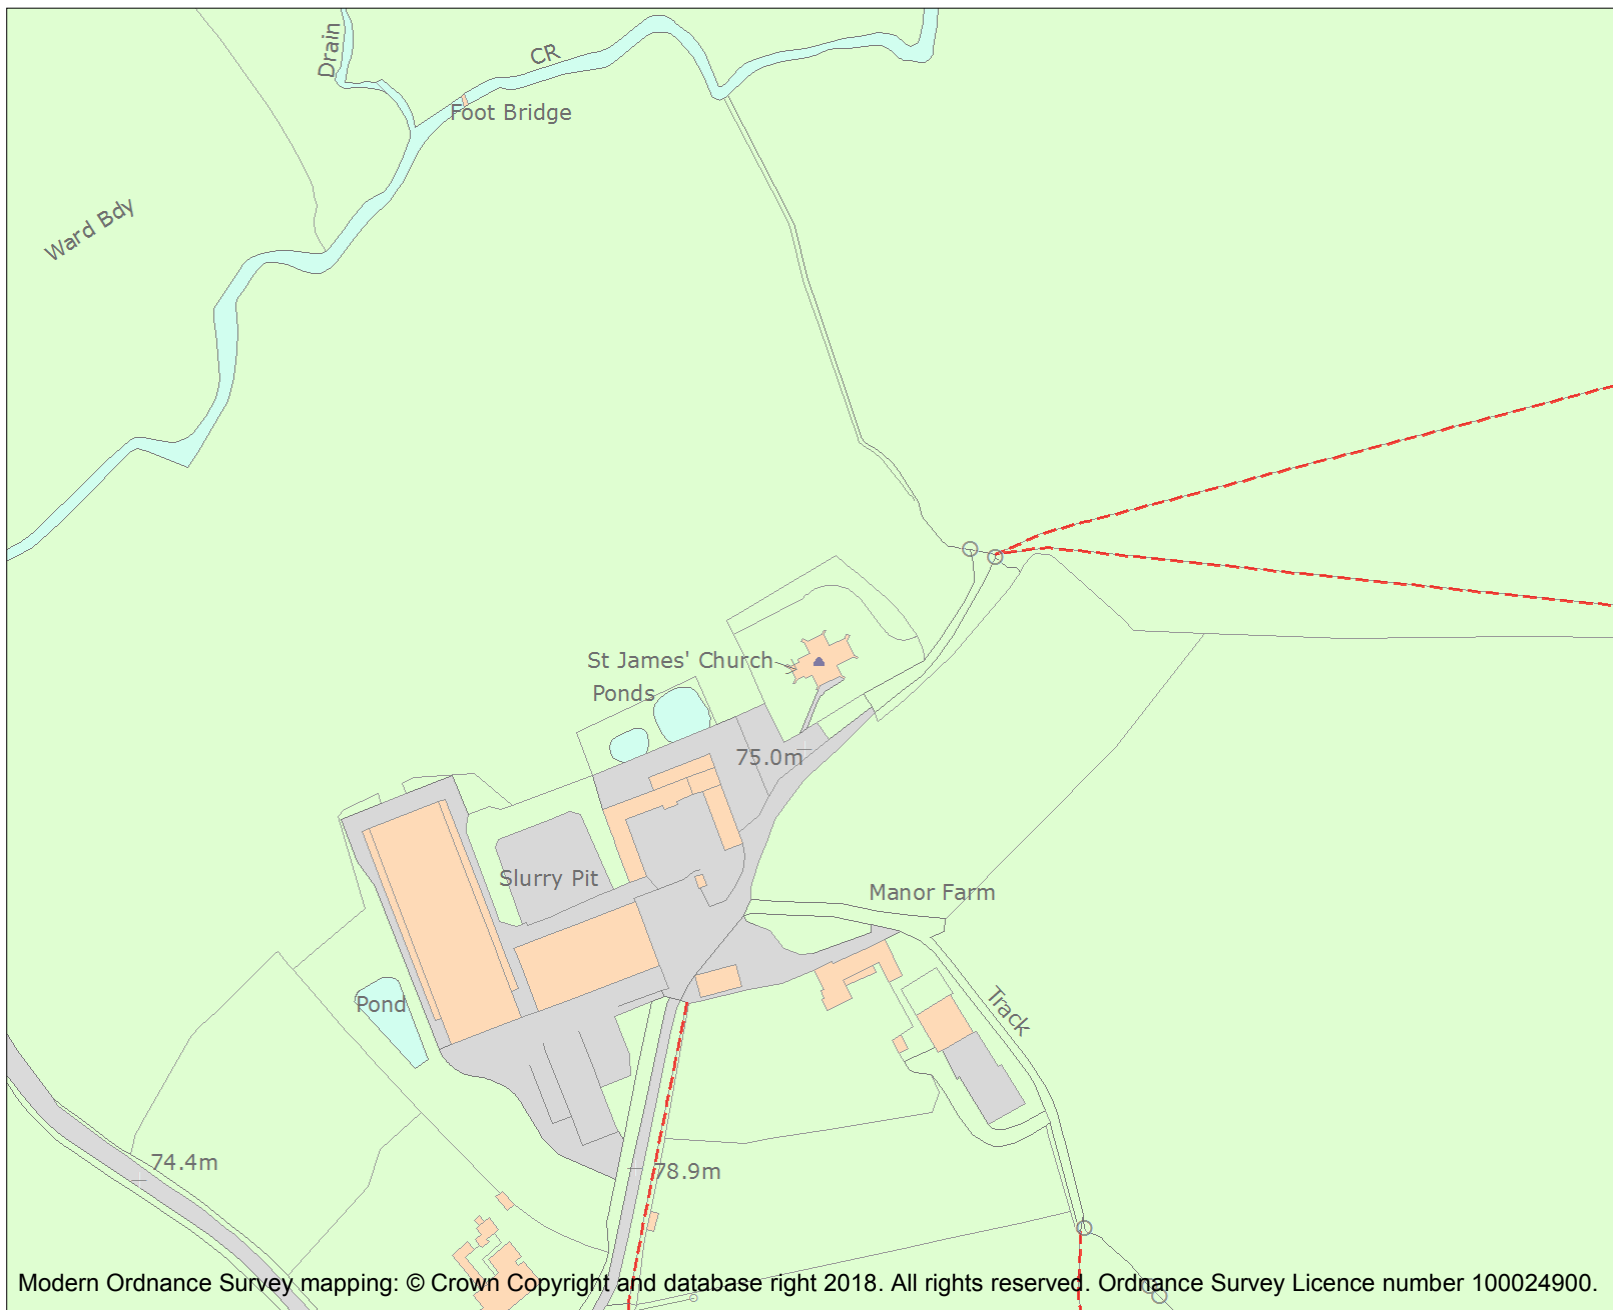 Drain
CR
Foot Bridge
Ward Bdy
St James' Church
Ponds
75.0m
Slurry Pit
Manor Farm
Pond
Track
74.4m
78.9m
Modern Ordnance Survey mapping: © Crown Copyright and database right 2018. All rights reserved. Ordnance Survey Licence number 100024900.